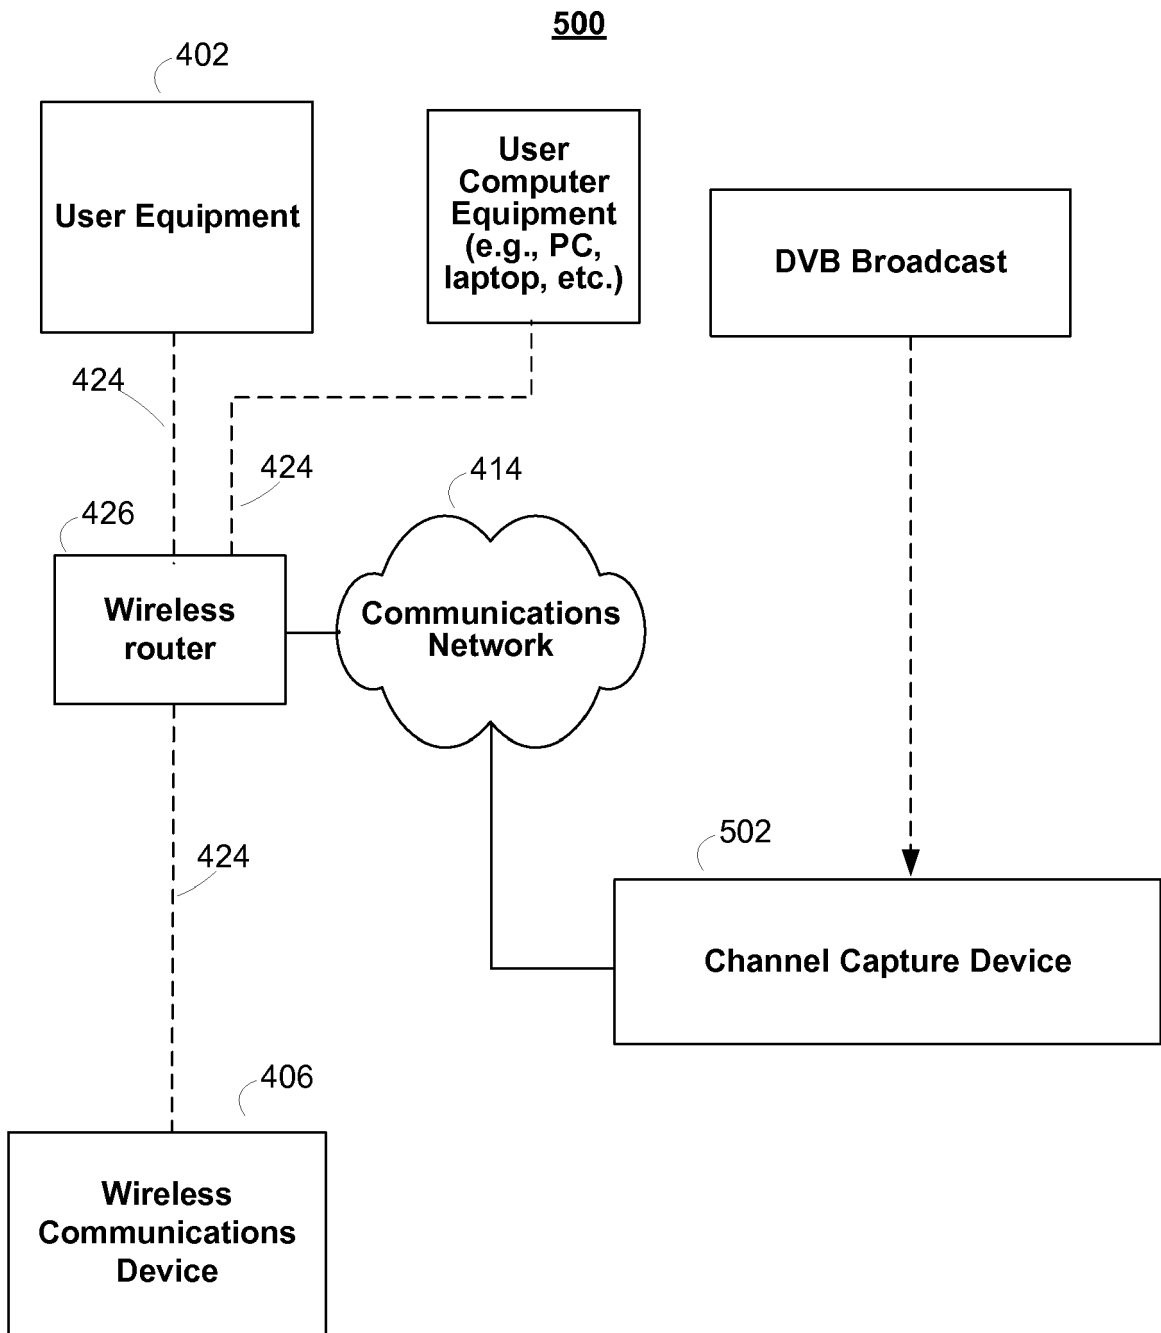 500
402
User Equipment
User
Computer
Equipment
(e.g., PC,
laptop, etc.)
DVB Broadcast
424
424
414
426
Wireless
router
Communications
Network
502
424
Channel Capture Device
406
Wireless
Communications
Device